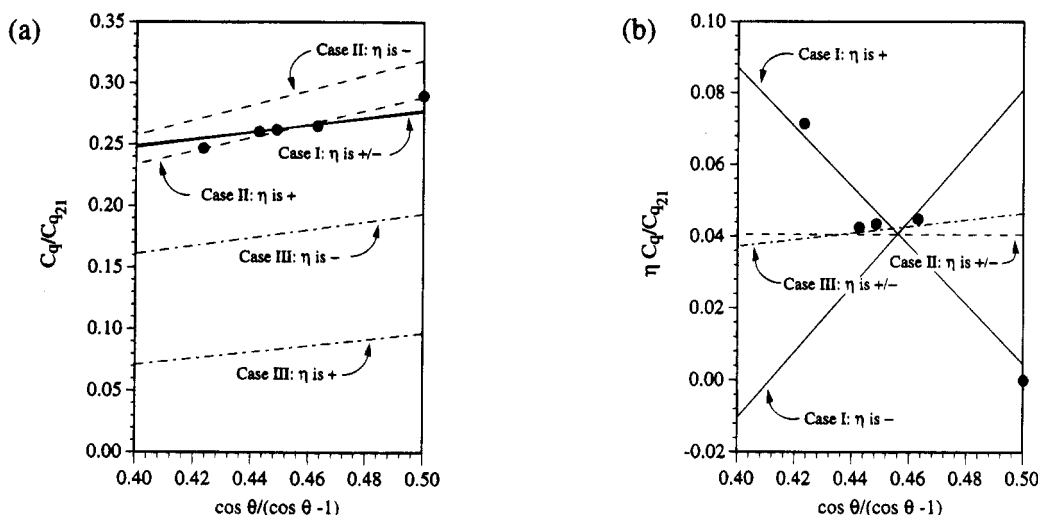 (a)
0.35
0.30
0.25
0.20
0.15
0.10
0.05
0.00
C_q/C_q21
Case II: η is –
Case I: η is +/–
Case II: η is +
Case III: η is –
Case III: η is +
0.40 0.42 0.44 0.46 0.48 0.50
cos θ/(cos θ -1)
(b)
0.10
0.08
0.06
0.04
0.02
0.00
-0.02
η C_q/C_q21
Case I: η is +
Case II: η is +/–
Case III: η is +/–
Case I: η is –
0.40 0.42 0.44 0.46 0.48 0.50
cos θ/(cos θ -1)